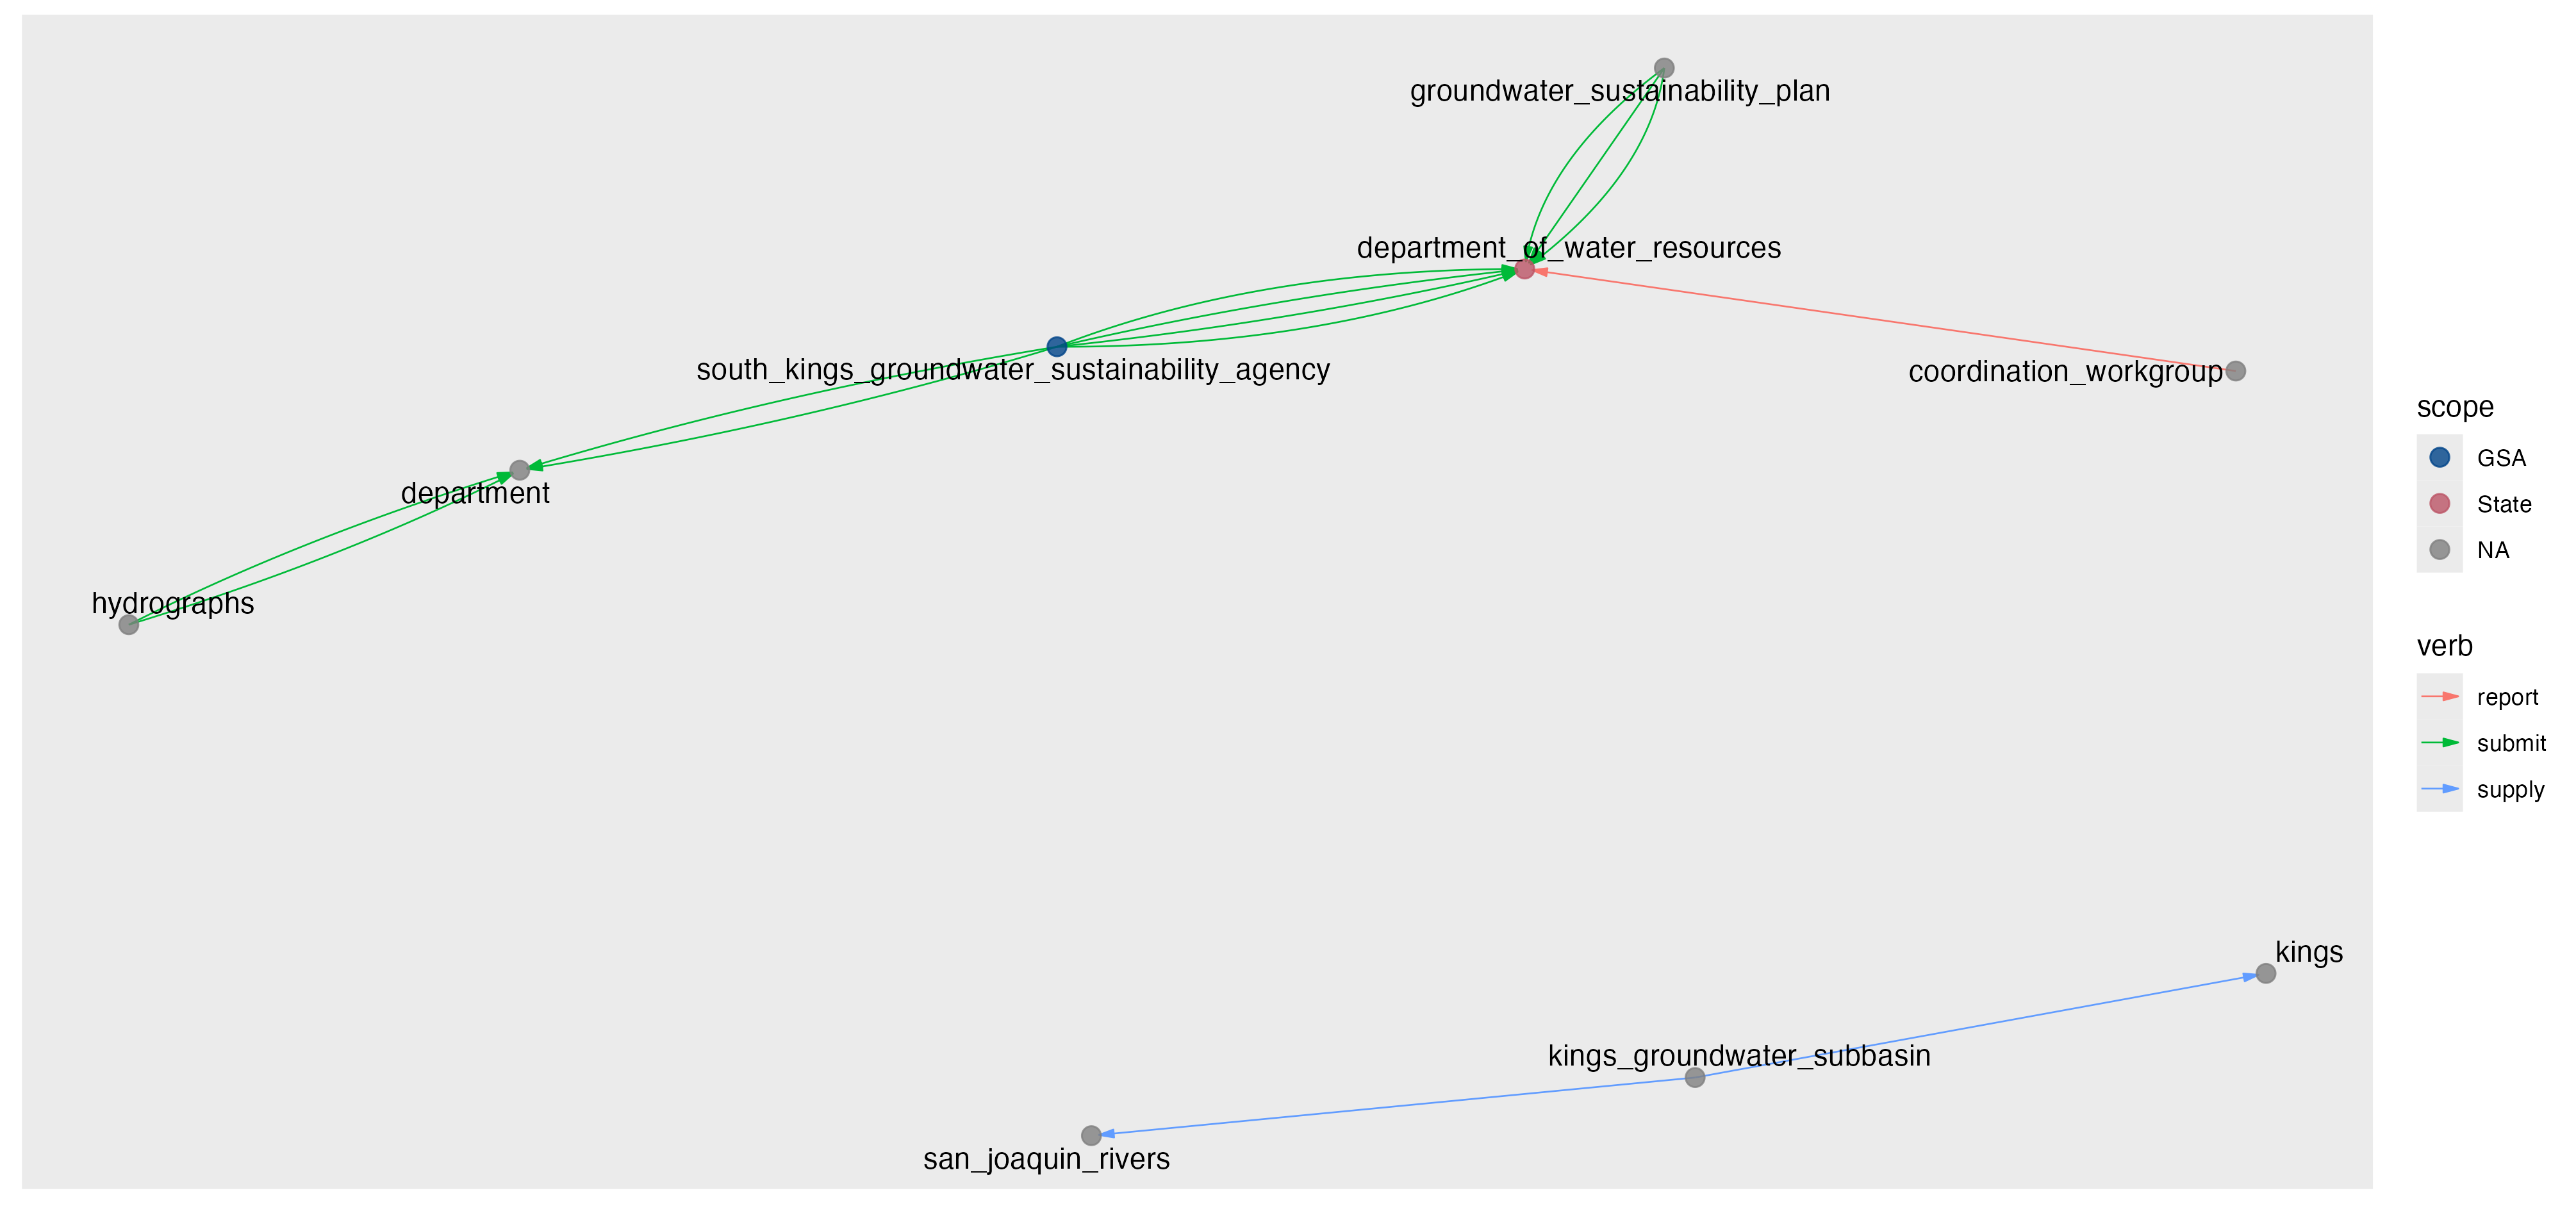 groundwater_sustainability_plan
department_of_water_resources
south_kings_groundwater_sustainability_agency
coordination_workgroup
department
hydrographs
kings
kings_groundwater_subbasin
san_joaquin_rivers
scope
GSA
State
NA
verb
report
submit
supply